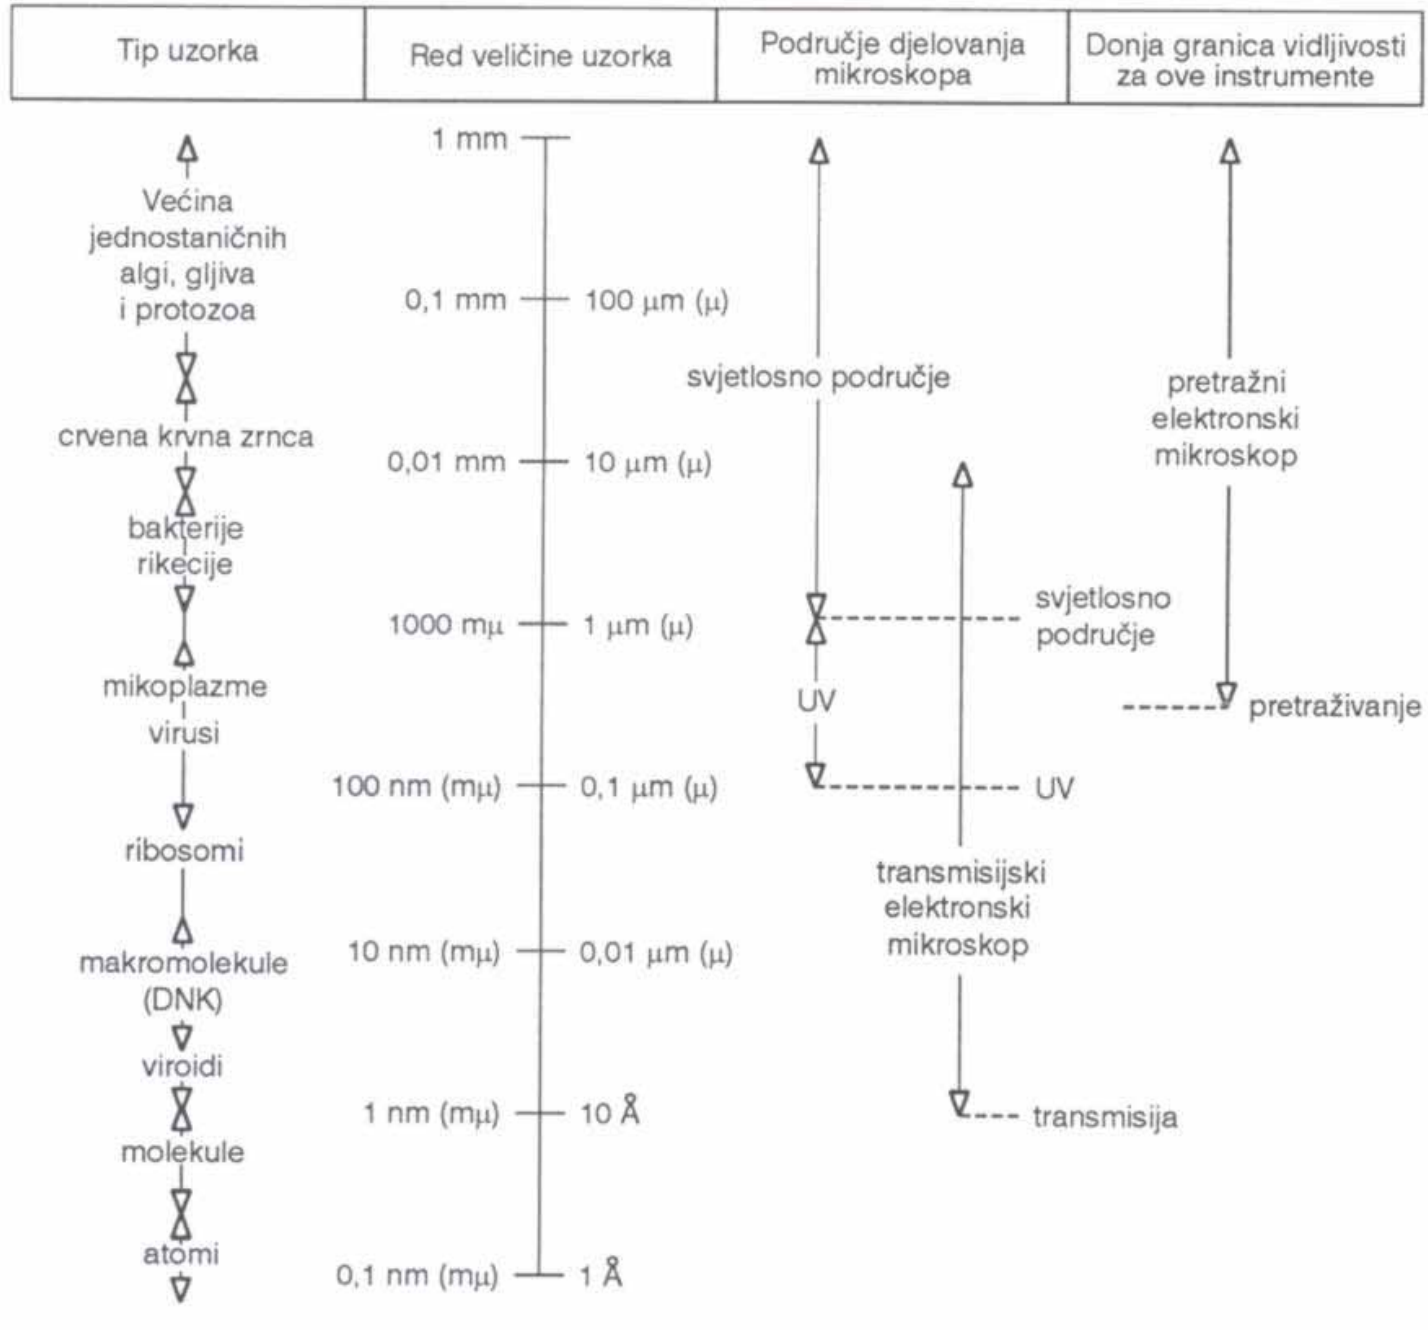 Tip uzorka
Red veličine uzorka
Područje djelovanja
mikroskopa
Donja granica vidljivosti
za ove instrumente
Većina
jednostaničnih
algi, gljiva
i protozoa
crvena krvna zrnca
bakterije
rikecije
mikoplazme
virusi
ribosomi
makromolekule
(DNK)
viroidi
molekule
atomi
1 mm
0,1 mm 100 μm (μ)
0,01 mm 10 μm (μ)
1000 mμ 1 μm (μ)
100 nm (mμ) 0,1 μm (μ)
10 nm (mμ) 0,01 μm (μ)
1 nm (mμ) 10 Å
0,1 nm (mμ) 1 Å
svjetlosno područje
UV
transmisijski
elektronski
mikroskop
svjetlosno
područje
UV
transmisija
pretražni
elektronski
mikroskop
pretraživanje